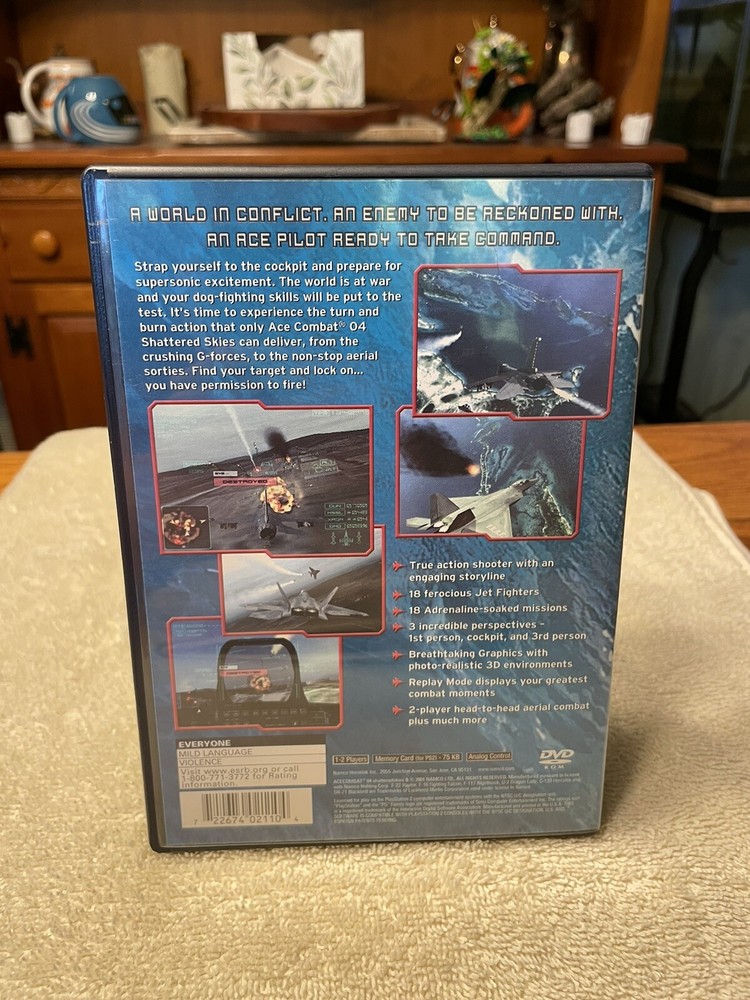 A WORLD IN CONFLICT. AN ENEMY TO BE RECKONED WITH.
AN ACE PILOT READY TO TAKE COMMAND.
Strap yourself to the cockpit and prepare for
supersonic excitement. The world is at war
and your dog-fighting skills will be put to the
test. It's time to experience the turn and
burn action that only Ace Combat® 04
Shattered Skies can deliver, from the
crushing G-forces, to the non-stop aerial
sorties. Find your target and lock on...
you have permission to fire!
DESTROYED
True action shooter with an
engaging storyline
18 ferocious Jet Fighters
18 Adrenaline-soaked missions
3 incredible perspectives –
1st person, cockpit, and 3rd person
Breathtaking Graphics with
photo-realistic 3D environments
Replay Mode displays your greatest
combat moments
2-player head-to-head aerial combat
plus much more
EVERYONE
MILD LANGUAGE
VIOLENCE
Visit www.esrb.org or call
1-800-771-3772 for Rating
Information.
7 22674 02110 4
1-2 Players
Memory Card (for PS2) - 75 KB
Analog Control
DVD
ROM